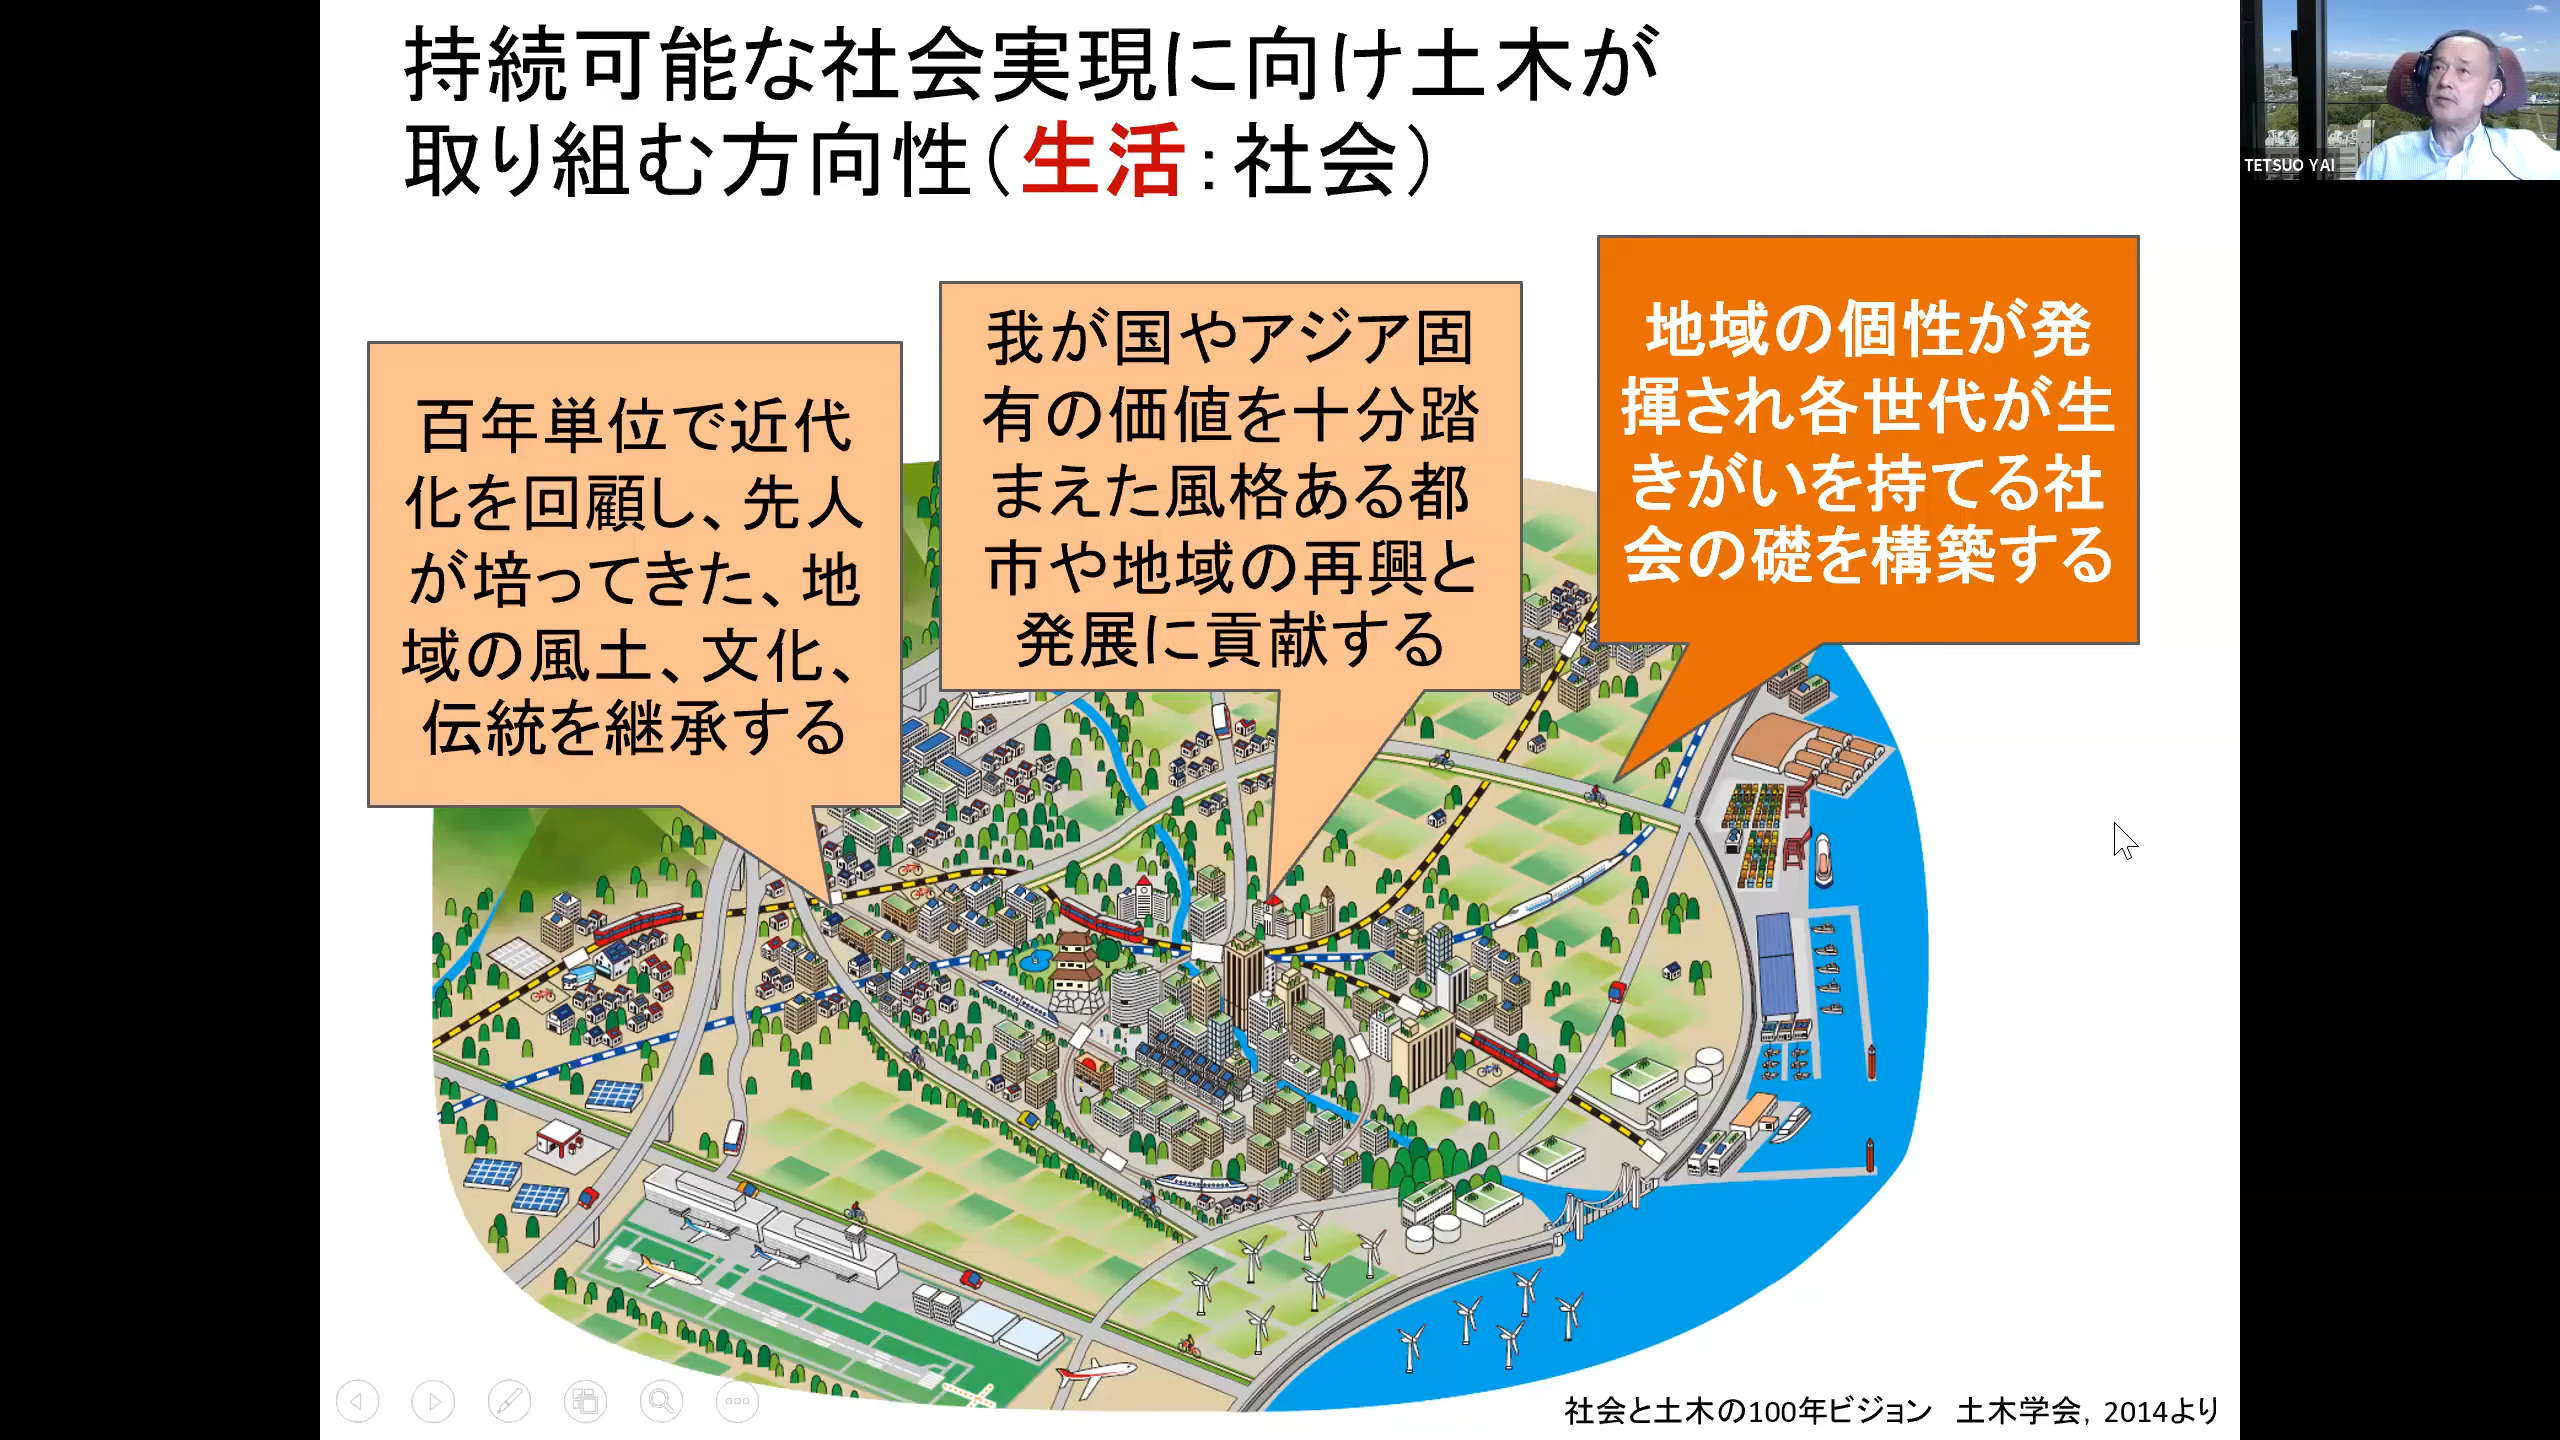 持続可能な社会実現に向け土木が
取り組む方向性（生活：社会）
TETSUO YAI
百年単位で近代
化を回顧し、先人
が培ってきた、地
域の風土、文化、
伝統を継承する
我が国やアジア固
有の価値を十分踏
まえた風格ある都
市や地域の再興と
発展に貢献する
地域の個性が発
揮され各世代が生
きがいを持てる社
会の礎を構築する
社会と土木の100年ビジョン　土木学会，2014より